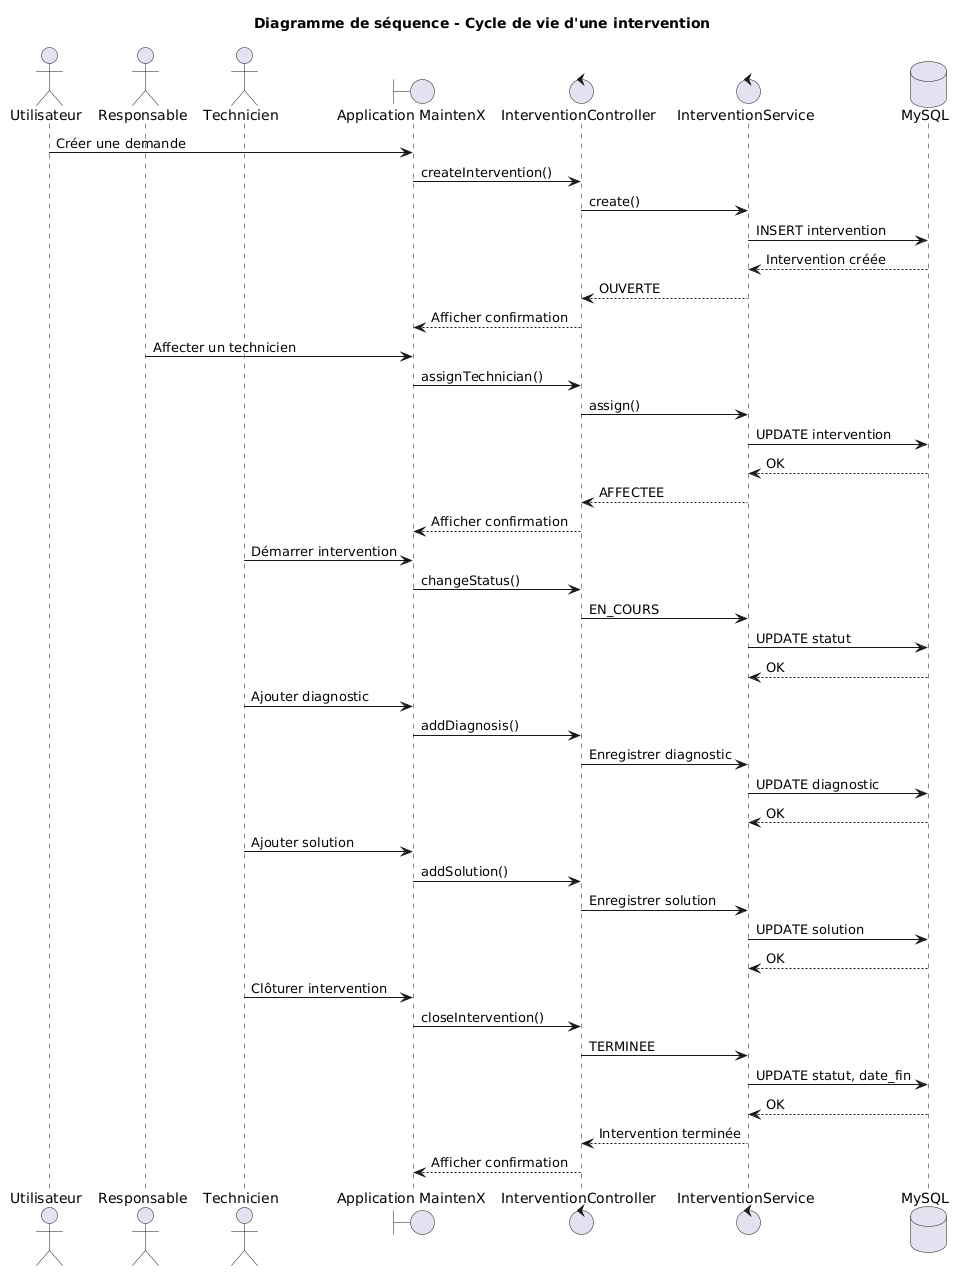 Diagramme de séquence - Cycle de vie d'une intervention
Utilisateur Responsable Technicien Application MaintenX InterventionController InterventionService MySQL
Créer une demande
createIntervention()
create()
INSERT intervention
Intervention créée
OUVERTE
Afficher confirmation
Affecter un technicien
assignTechnician()
assign()
UPDATE intervention
OK
AFFECTEE
Afficher confirmation
Démarrer intervention
changeStatus()
EN_COURS
UPDATE statut
OK
Ajouter diagnostic
addDiagnosis()
Enregistrer diagnostic
UPDATE diagnostic
OK
Ajouter solution
addSolution()
Enregistrer solution
UPDATE solution
OK
Clôturer intervention
closeIntervention()
TERMINEE
UPDATE statut, date_fin
OK
Intervention terminée
Afficher confirmation
Utilisateur Responsable Technicien Application MaintenX InterventionController InterventionService MySQL